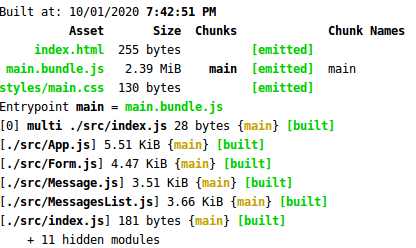 Built at: 10/01/2020 7:42:51 PM
Asset Size Chunks Chunk Names
index.html 255 bytes [emitted]
main.bundle.js 2.39 MiB main [emitted] main
styles/main.css 130 bytes [emitted]
Entrypoint main = main.bundle.js
[0] multi ./src/index.js 28 bytes {main} [built]
[./src/App.js] 5.51 KiB {main} [built]
[./src/Form.js] 4.47 KiB {main} [built]
[./src/Message.js] 3.51 KiB {main} [built]
[./src/MessagesList.js] 3.66 KiB {main} [built]
[./src/index.js] 181 bytes {main} [built]
+ 11 hidden modules